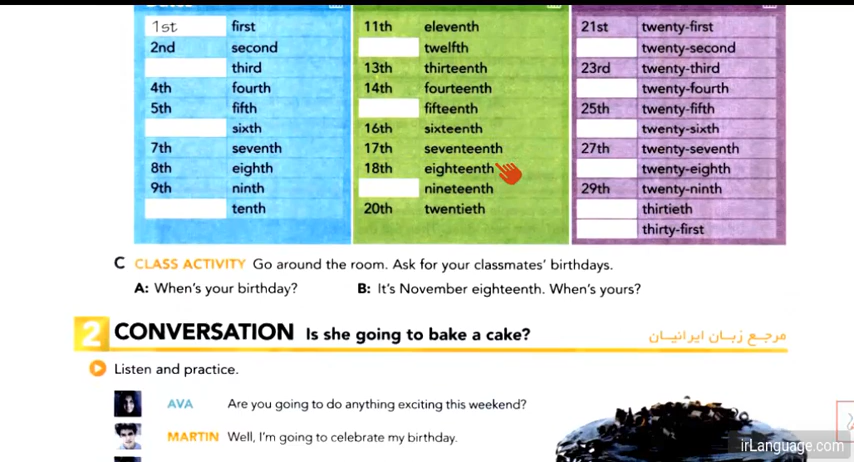 1st first
2nd second
third
4th fourth
5th fifth
sixth
7th seventh
8th eighth
9th ninth
tenth
11th eleventh
twelfth
13th thirteenth
14th fourteenth
fifteenth
16th sixteenth
17th seventeenth
18th eighteenth
nineteenth
20th twentieth
21st twenty-first
twenty-second
23rd twenty-third
twenty-fourth
25th twenty-fifth
twenty-sixth
27th twenty-seventh
twenty-eighth
29th twenty-ninth
thirtieth
thirty-first
C CLASS ACTIVITY Go around the room. Ask for your classmates’ birthdays.
A: When’s your birthday? B: It’s November eighteenth. When’s yours?
2 CONVERSATION Is she going to bake a cake?
مرجع زبان ایرانیان
Listen and practice.
AVA Are you going to do anything exciting this weekend?
MARTIN Well, I’m going to celebrate my birthday.
irLanguage.com